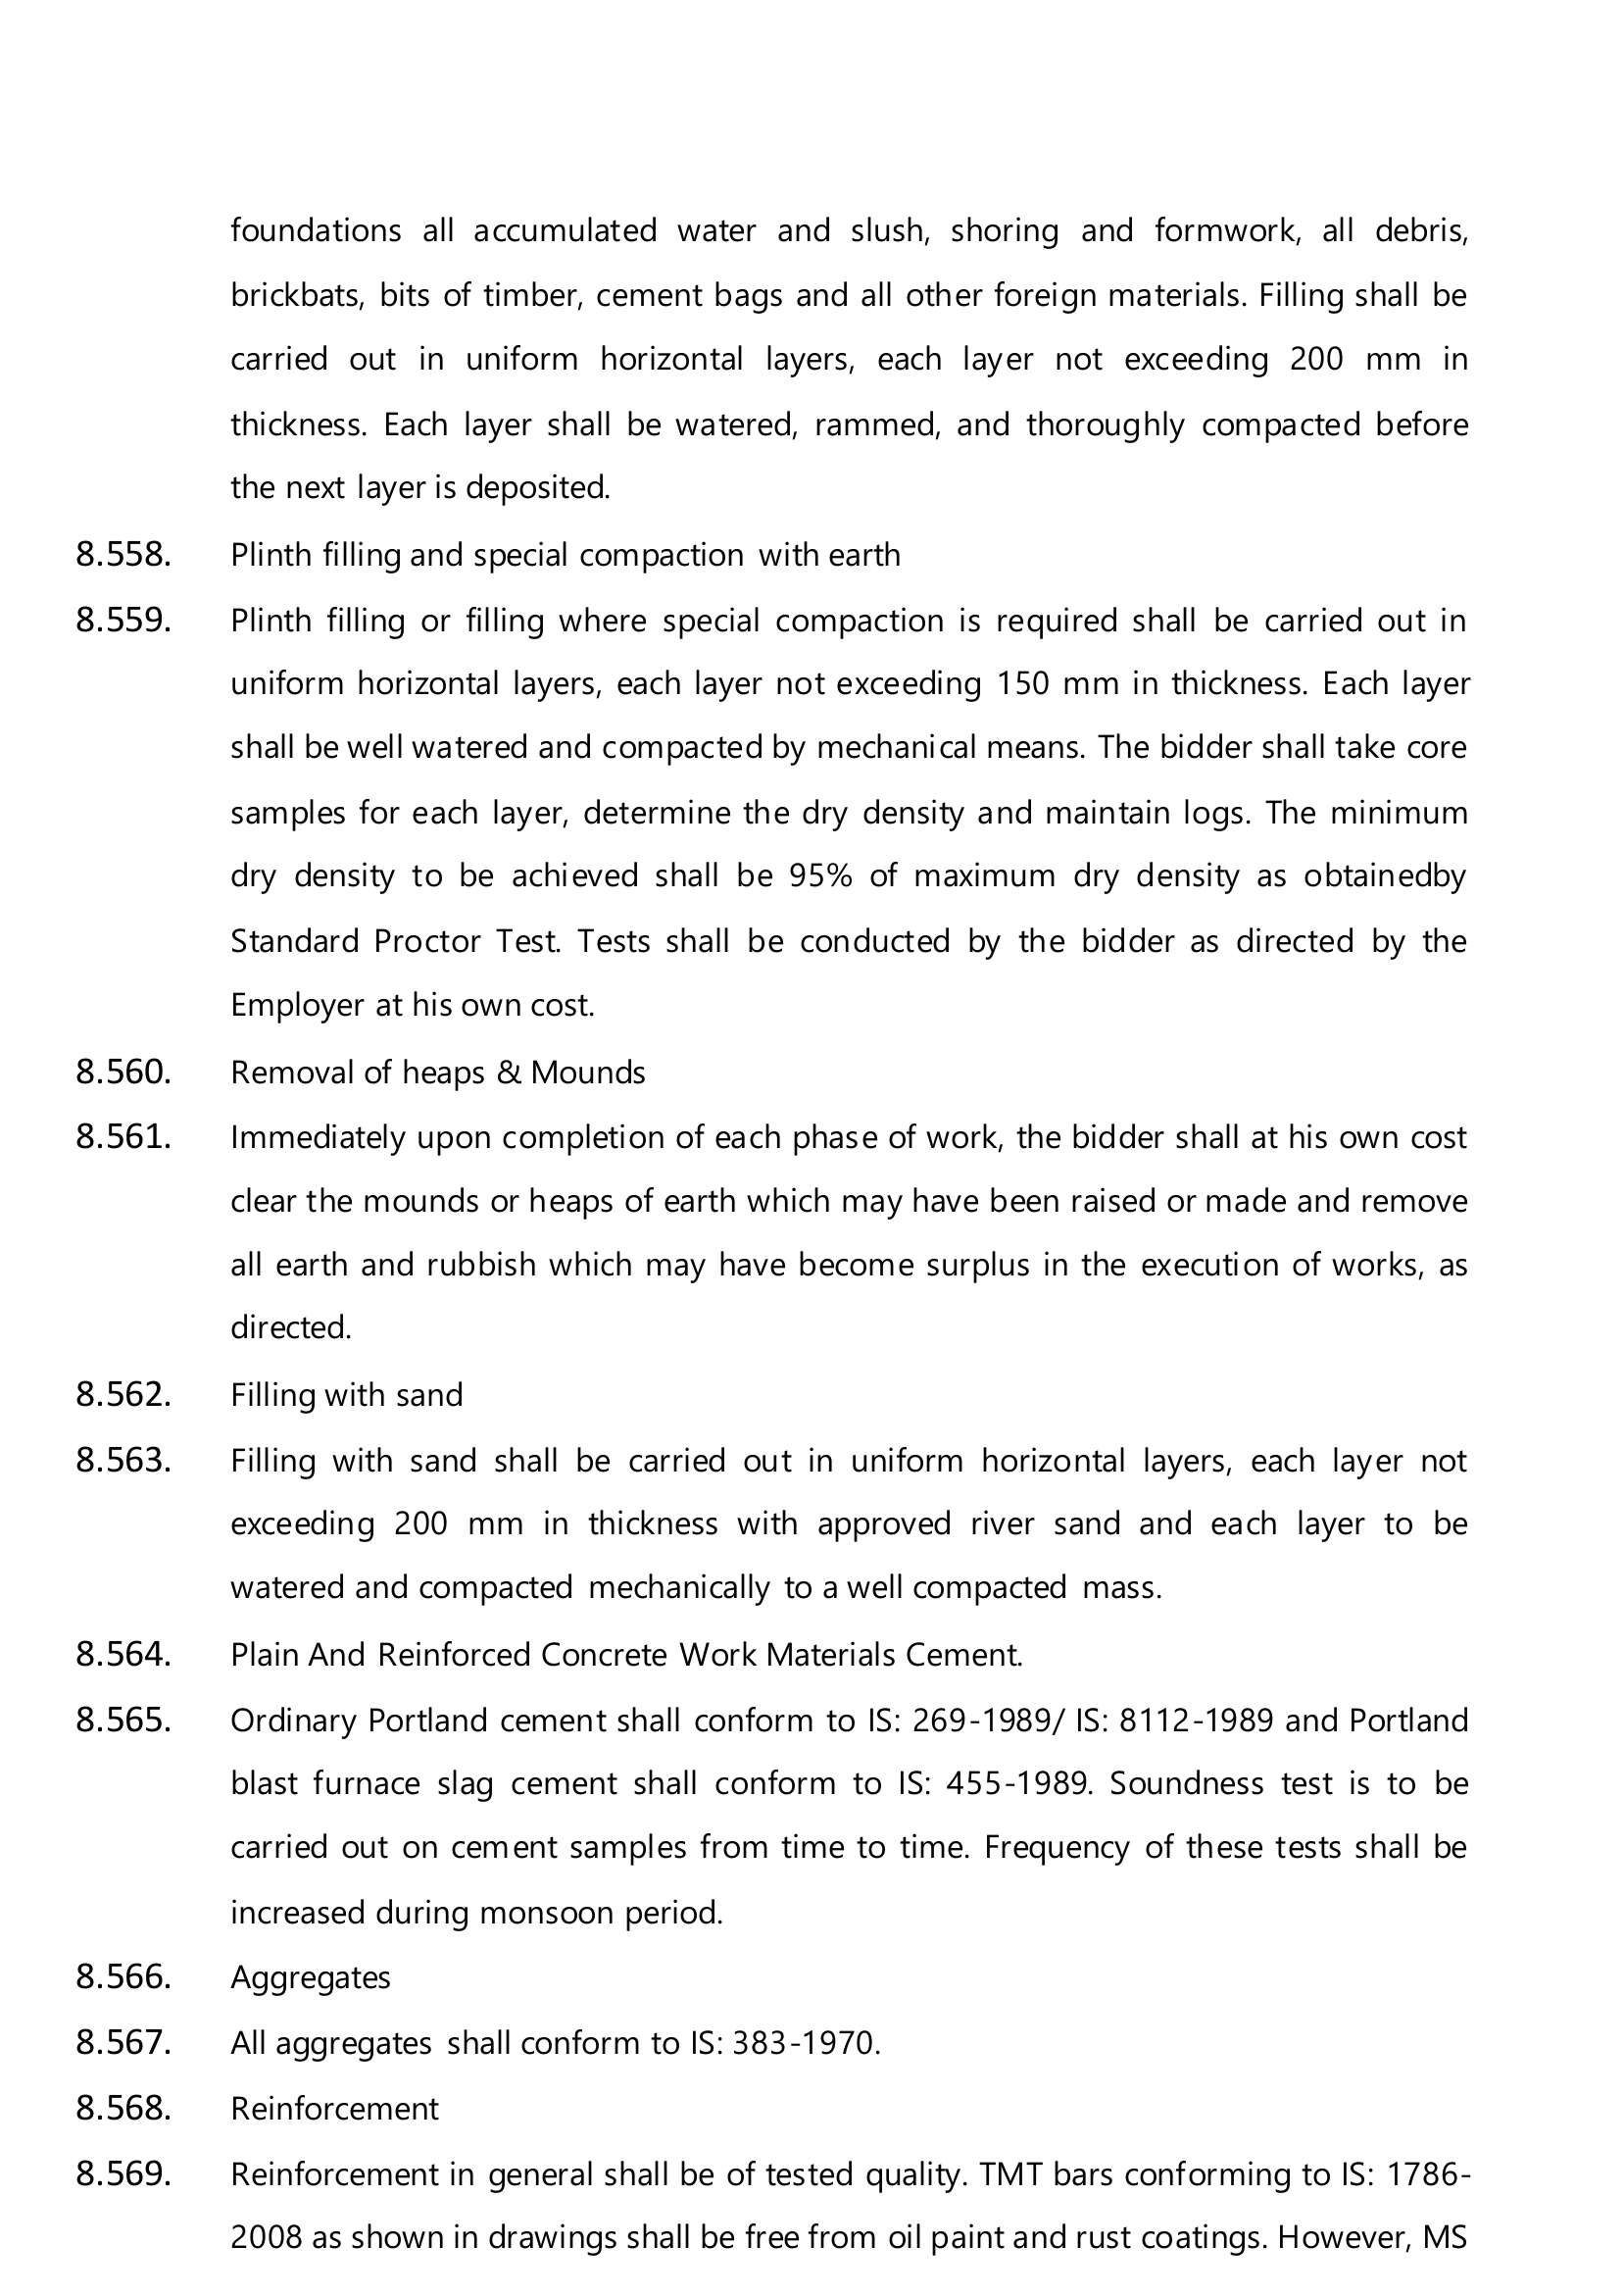 foundations all accumulated water and slush, shoring and formwork, all debris,
brickbats, bits of timber, cement bags and all other foreign materials. Filling shall be
carried out in uniform horizontal layers, each layer not exceeding 200 mm in
thickness. Each layer shall be watered, rammed, and thoroughly compacted before
the next layer is deposited.
8.558. Plinth filling and special compaction with earth
8.559. Plinth filling or filling where special compaction is required shall be carried out in
uniform horizontal layers, each layer not exceeding 150 mm in thickness. Each layer
shall be well watered and compacted by mechanical means. The bidder shall take core
samples for each layer, determine the dry density and maintain logs. The minimum
dry density to be achieved shall be 95% of maximum dry density as obtainedby
Standard Proctor Test. Tests shall be conducted by the bidder as directed by the
Employer at his own cost.
8.560. Removal of heaps & Mounds
8.561. Immediately upon completion of each phase of work, the bidder shall at his own cost
clear the mounds or heaps of earth which may have been raised or made and remove
all earth and rubbish which may have become surplus in the execution of works, as
directed.
8.562. Filling with sand
8.563. Filling with sand shall be carried out in uniform horizontal layers, each layer not
exceeding 200 mm in thickness with approved river sand and each layer to be
watered and compacted mechanically to a well compacted mass.
8.564. Plain And Reinforced Concrete Work Materials Cement.
8.565. Ordinary Portland cement shall conform to IS: 269-1989/ IS: 8112-1989 and Portland
blast furnace slag cement shall conform to IS: 455-1989. Soundness test is to be
carried out on cement samples from time to time. Frequency of these tests shall be
increased during monsoon period.
8.566. Aggregates
8.567. All aggregates shall conform to IS: 383-1970.
8.568. Reinforcement
8.569. Reinforcement in general shall be of tested quality. TMT bars conforming to IS: 1786-
2008 as shown in drawings shall be free from oil paint and rust coatings. However, MS